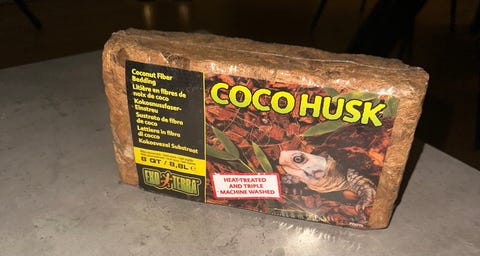 Coconut Fiber
Bedding
Litière en fibres de
noix de coco
Kokosnussfaser-
Einstreu
Sustrato de fibra
de coco
Lettiera in fibra
di cocco
Kokosvezel Substraat
8 QT / 8,8L
EXO TERRA
COCO HUSK
HEAT-TREATED
AND TRIPLE
MACHINE WASHED